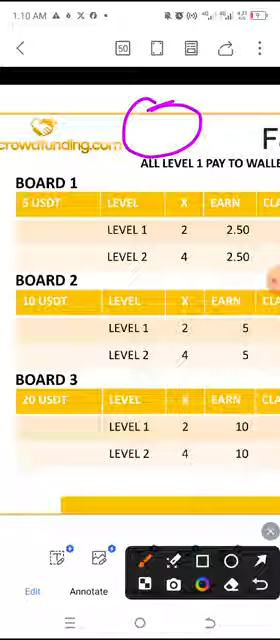 1:10 AM
50
crowdfunding.com
ALL LEVEL 1 PAY TO WALLE
BOARD 1
5 USDT LEVEL X EARN CLA
LEVEL 1 2 2.50
LEVEL 2 4 2.50
BOARD 2
10 USDT LEVEL X EARN CLA
LEVEL 1 2 5
LEVEL 2 4 5
BOARD 3
20 USDT LEVEL X EARN CLA
LEVEL 1 2 10
LEVEL 2 4 10
Edit Annotate